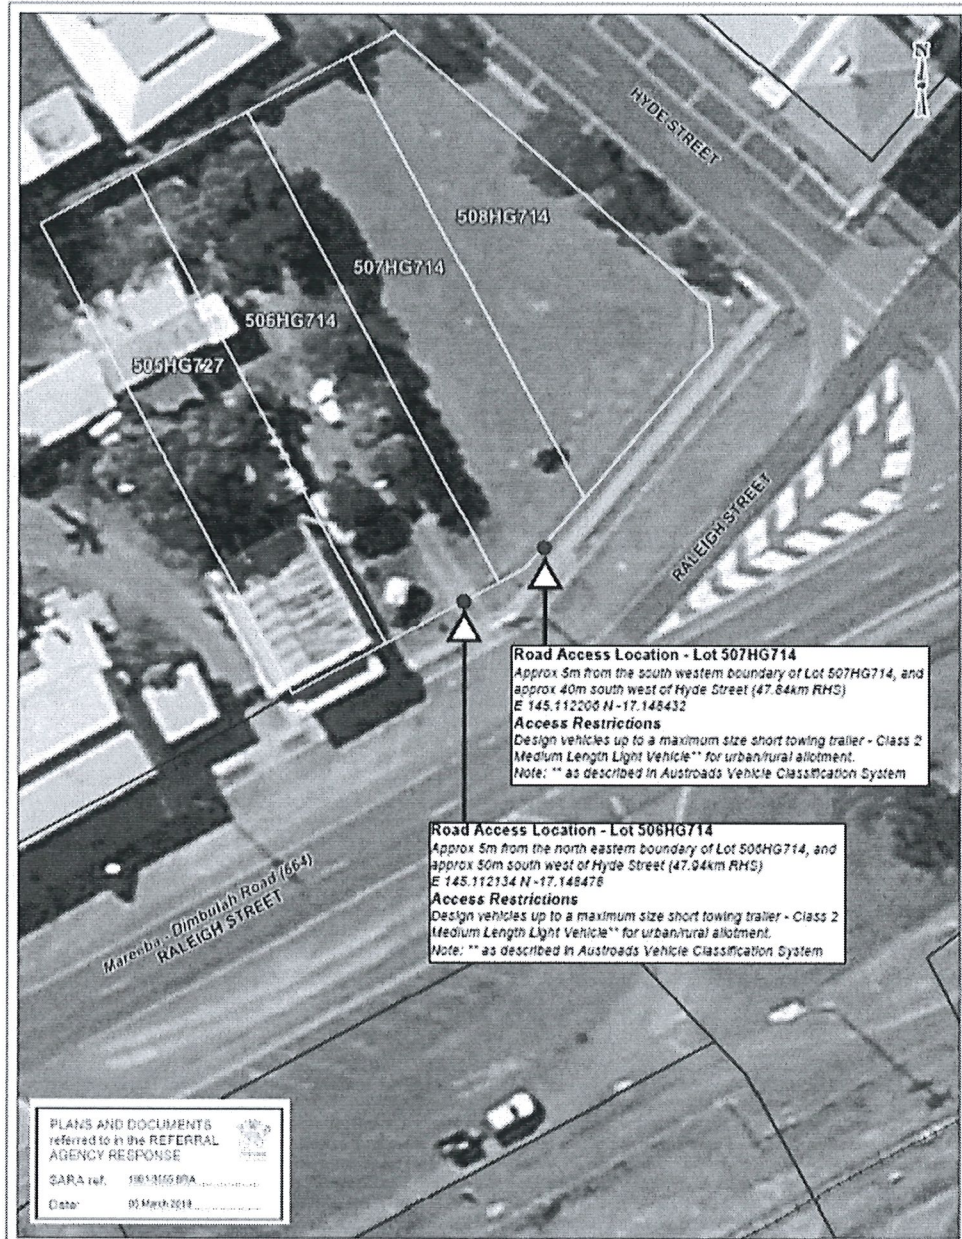 N
HYDE STREET
508HG714
507HG714
506HG714
505HG727
RALEIGH STREET
Road Access Location - Lot 507HG714
Approx 5m from the south western boundary of Lot 507HG714, and
approx 40m south west of Hyde Street (47.84km RHS)
E 145.112206 N -17.148432
Access Restrictions
Design vehicles up to a maximum size short towing trailer - Class 2
Medium Length Light Vehicle** for urban/rural allotment.
Note: ** as described in Austroads Vehicle Classification System
Road Access Location - Lot 506HG714
Approx 5m from the north eastern boundary of Lot 506HG714, and
approx 50m south west of Hyde Street (47.94km RHS)
E 145.112134 N -17.148476
Access Restrictions
Design vehicles up to a maximum size short towing trailer - Class 2
Medium Length Light Vehicle** for urban/rural allotment.
Note: ** as described in Austroads Vehicle Classification System
Mareeba - Dimbulah Road (664)
RALEIGH STREET
PLANS AND DOCUMENTS
referred to in the REFERRAL
AGENCY RESPONSE
SARA ref:
Date: